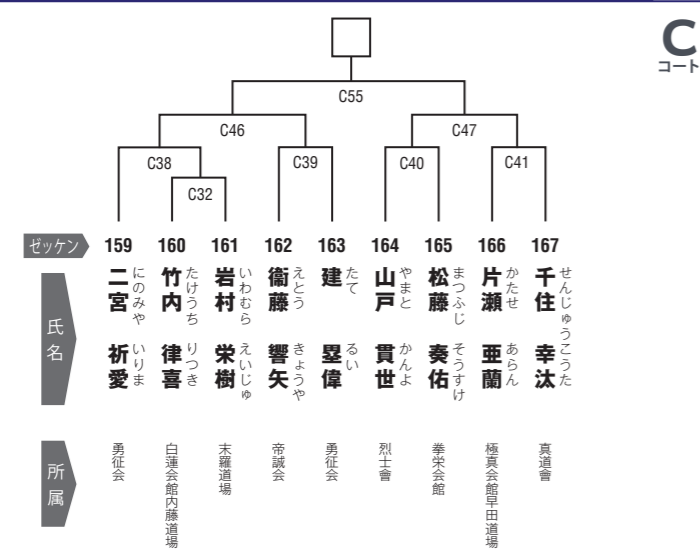 C
コート
C55
C46
C47
C38
C39
C40
C41
C32
ゼッケン
159
160
161
162
163
164
165
166
167
氏名
二宮 祈愛
にのみや いりま
竹内 律喜
たけうち りつき
岩村 栄樹
いわむら えいじゅ
衞藤 響矢
えとう きょうや
建 塁偉
たて るい
山戸 貫世
やまと かんよ
松藤 奏佑
まつふじ そうすけ
片瀬 亜蘭
かたせ あらん
千住 幸汰
せんじゅう こうた
所属
勇征会
白蓮会館内藤道場
末羅道場
帝誠会
勇征会
烈士會
拳栄会館
極真会館早田道場
真道會